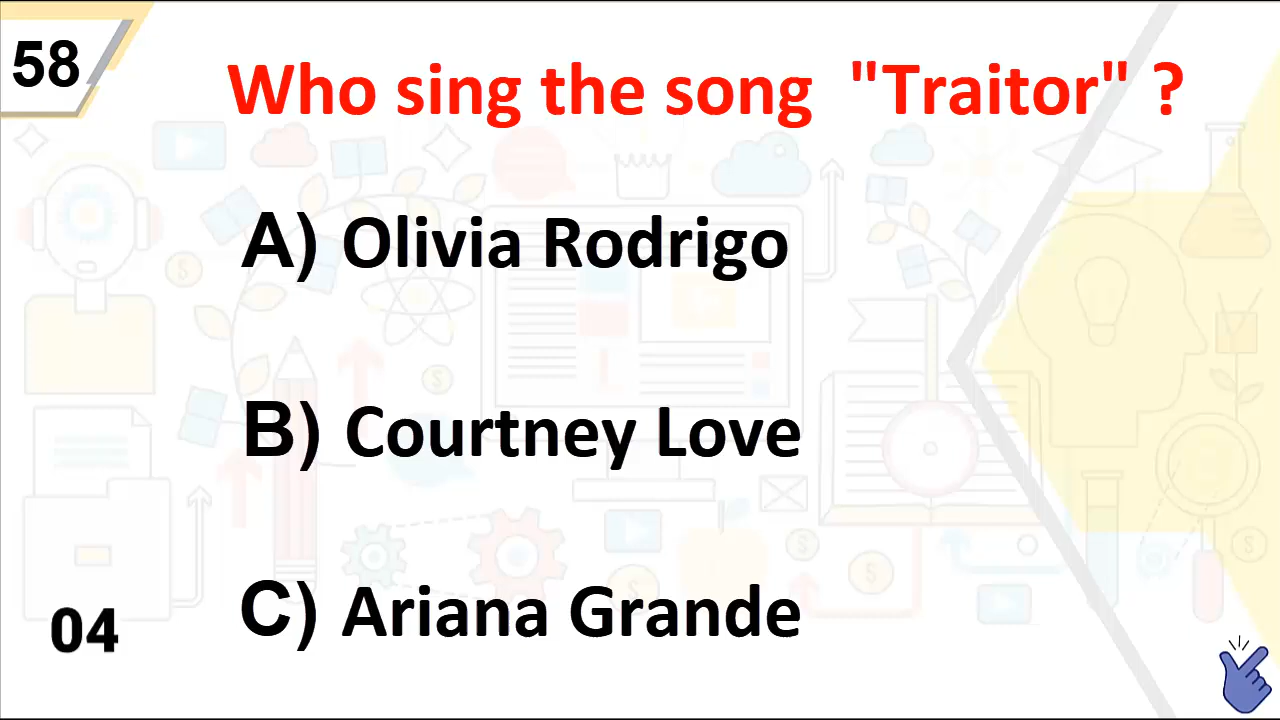 58
Who sing the song "Traitor" ?
A) Olivia Rodrigo
B) Courtney Love
C) Ariana Grande
04